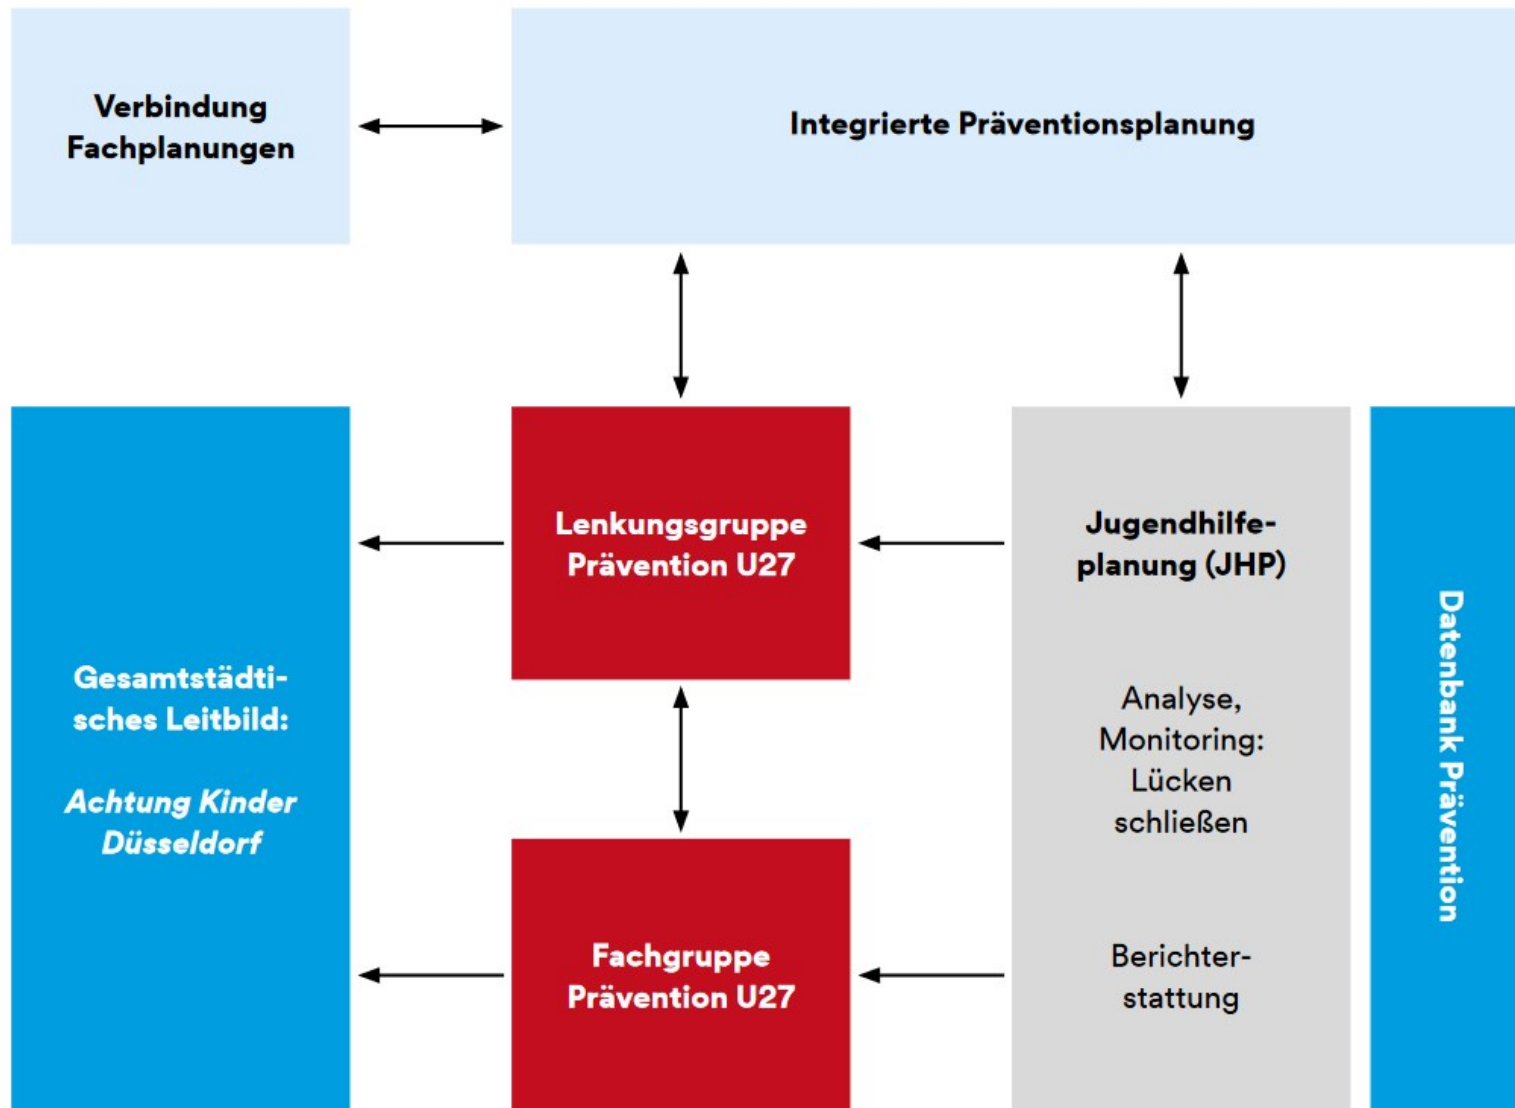 Verbindung
Fachplanungen
Integrierte Präventionsplanung
Gesamtstädti-
sches Leitbild:
Achtung Kinder
Düsseldorf
Lenkungsgruppe
Prävention U27
Fachgruppe
Prävention U27
Jugendhilfe-
planung (JHP)
Analyse,
Monitoring:
Lücken
schließen
Berichter-
stattung
Datenbank Prävention